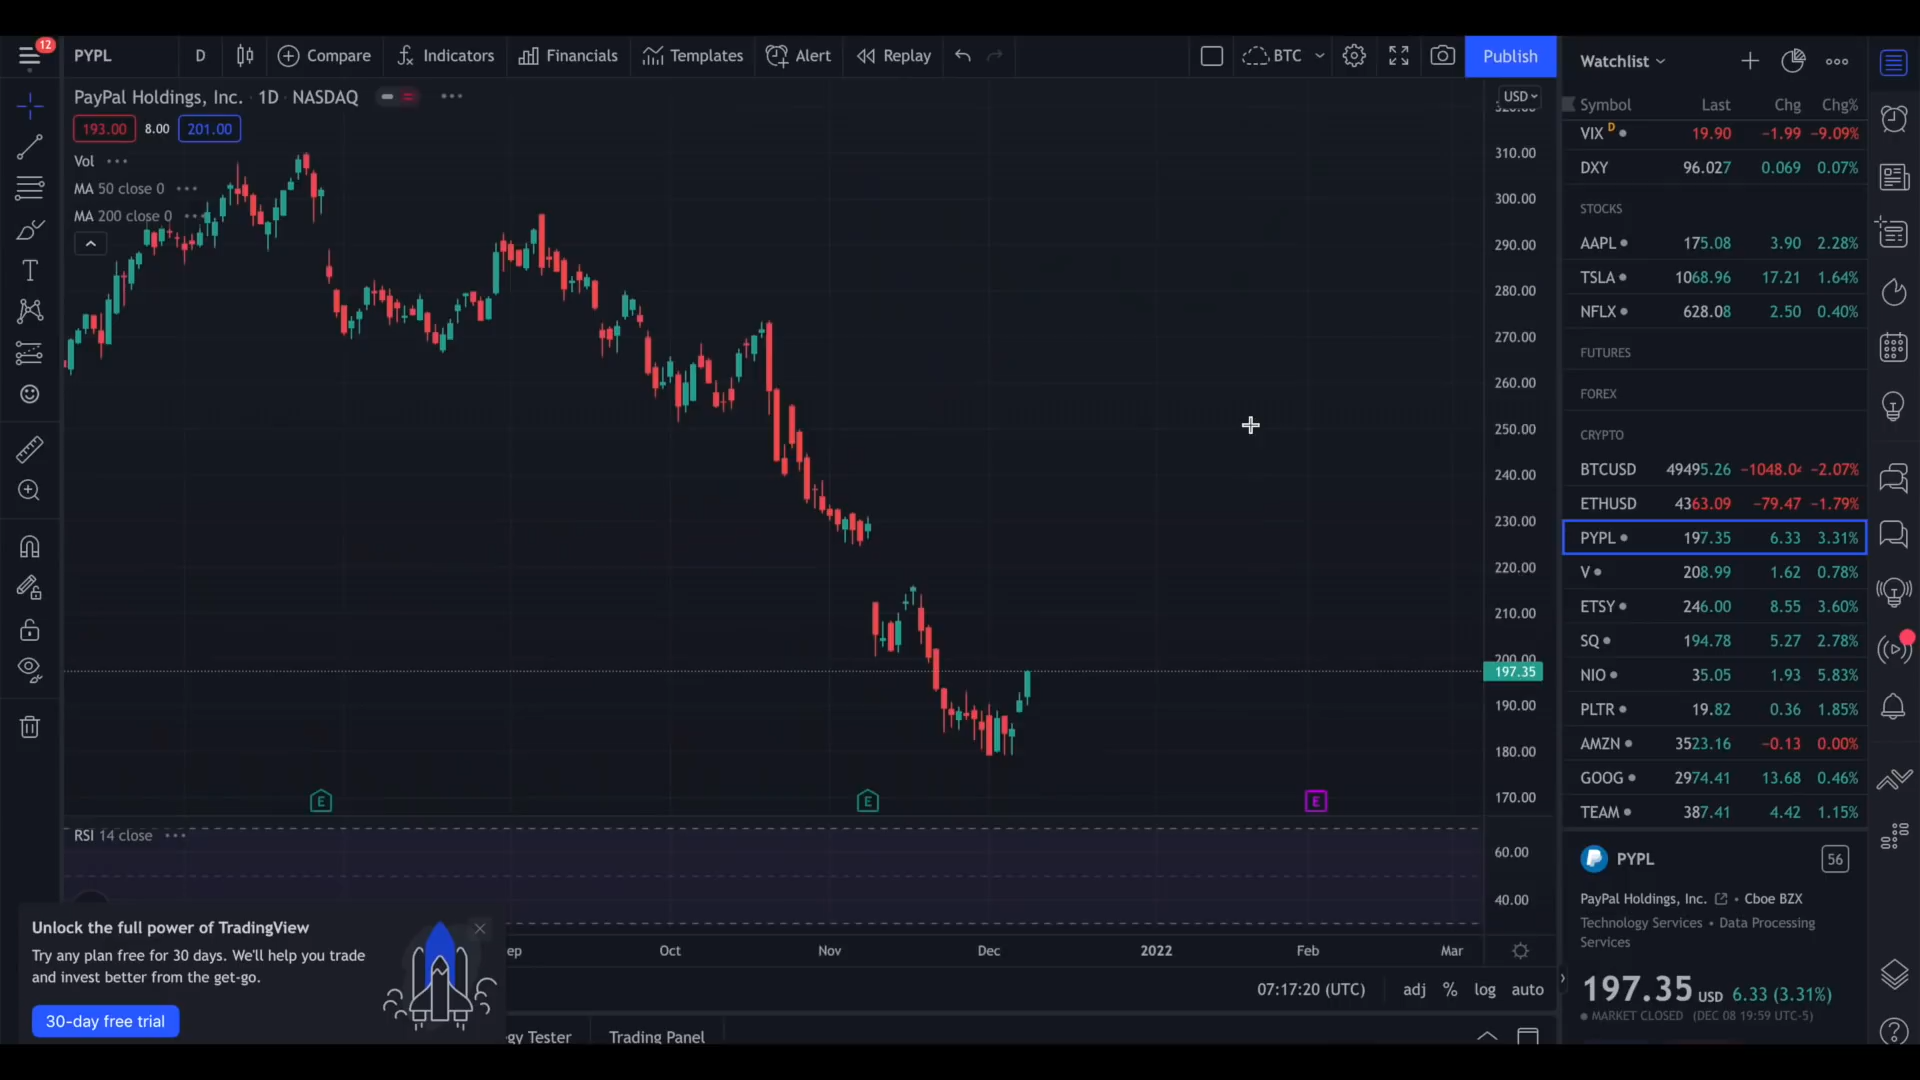 12
PYPL D Compare Indicators Financials Templates Alert Replay BTC Publish
PayPal Holdings, Inc. · 1D · NASDAQ
193.00 8.00 201.00
Vol
MA 50 close 0
MA 200 close 0
USD
310.00
300.00
290.00
280.00
270.00
260.00
250.00
240.00
230.00
220.00
210.00
200.00
197.35
190.00
180.00
170.00
E E E
RSI 14 close
60.00
40.00
Oct Nov Dec 2022 Feb Mar
Unlock the full power of TradingView
Try any plan free for 30 days. We'll help you trade
and invest better from the get-go.
30-day free trial
07:17:20 (UTC) adj % log auto
Trading Panel
Tester
Watchlist
Symbol Last Chg Chg%
VIX D 19.90 −1.99 −9.09%
DXY 96.027 0.069 0.07%
STOCKS
AAPL 175.08 3.90 2.28%
TSLA 1068.96 17.21 1.64%
NFLX 628.08 2.50 0.40%
FUTURES
FOREX
CRYPTO
BTCUSD 49495.26 −1048.0 −2.07%
ETHUSD 4363.09 −79.47 −1.79%
PYPL 197.35 6.33 3.31%
V 208.99 1.62 0.78%
ETSY 246.00 8.55 3.60%
SQ 194.78 5.27 2.78%
NIO 35.05 1.93 5.83%
PLTR 19.82 0.36 1.85%
AMZN 3523.16 −0.13 0.00%
GOOG 2974.41 13.68 0.46%
TEAM 387.41 4.42 1.15%
PYPL 56
PayPal Holdings, Inc. • Cboe BZX
Technology Services • Data Processing
Services
197.35 USD 6.33 (3.31%)
MARKET CLOSED (DEC 08 19:59 UTC-5)